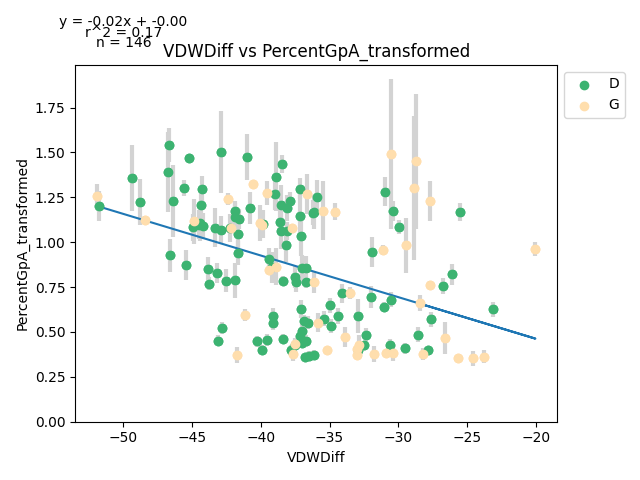 y = -0.02x + -0.00
r^2 = 0.17
n = 146
VDWDiff vs PercentGpA_transformed
D
G
PercentGpA_transformed
1.75
1.50
1.25
1.00
0.75
0.50
0.25
0.00
−50 −45 −40 −35 −30 −25 −20
VDWDiff